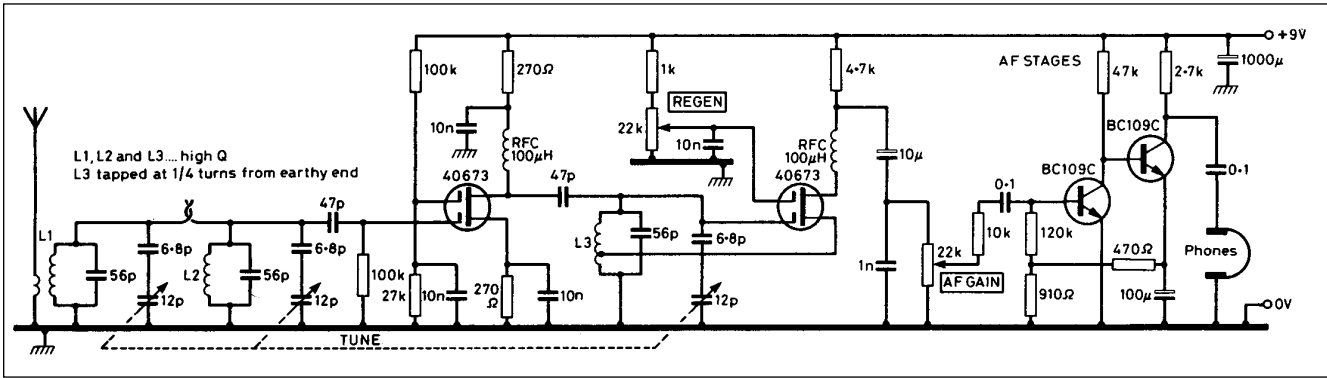 +9V
100k
270Ω
1k
4·7k
AF STAGES
47k
2·7k
1000μ
REGEN
10n
RFC
100μH
22k
10n
RFC
100μH
10μ
BC109C
L1, L2 and L3.... high Q
L3 tapped at 1/4 turns from earthy end
40673
47p
40673
BC109C
0·1
0·1
47p
L1
56p
6·8p
L2
56p
6·8p
L3
56p
6·8p
22k
10k
120k
470Ω
Phones
12p
12p
100k
27k
10n
270
Ω
10n
12p
1n
AF GAIN
910Ω
100μ
0V
TUNE